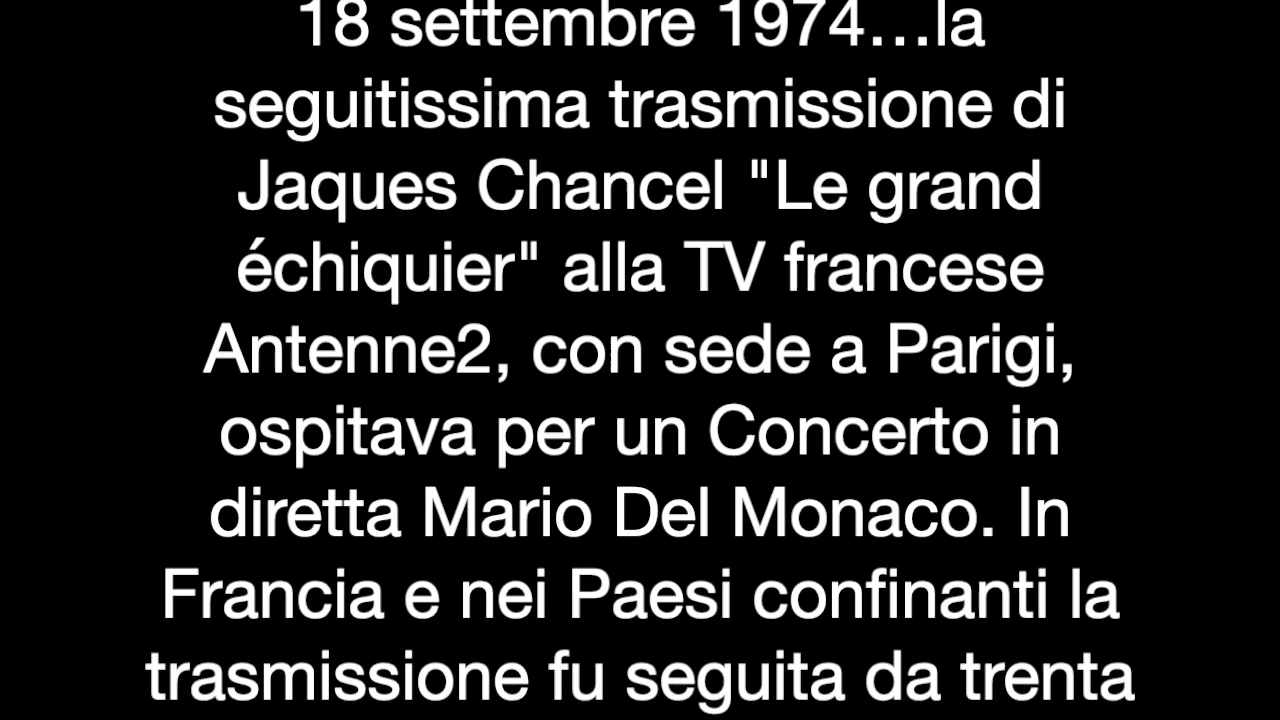 18 settembre 1974...la
seguitissima trasmissione di
Jaques Chancel "Le grand
échiquier" alla TV francese
Antenne2, con sede a Parigi,
ospitava per un Concerto in
diretta Mario Del Monaco. In
Francia e nei Paesi confinanti la
trasmissione fu seguita da trenta